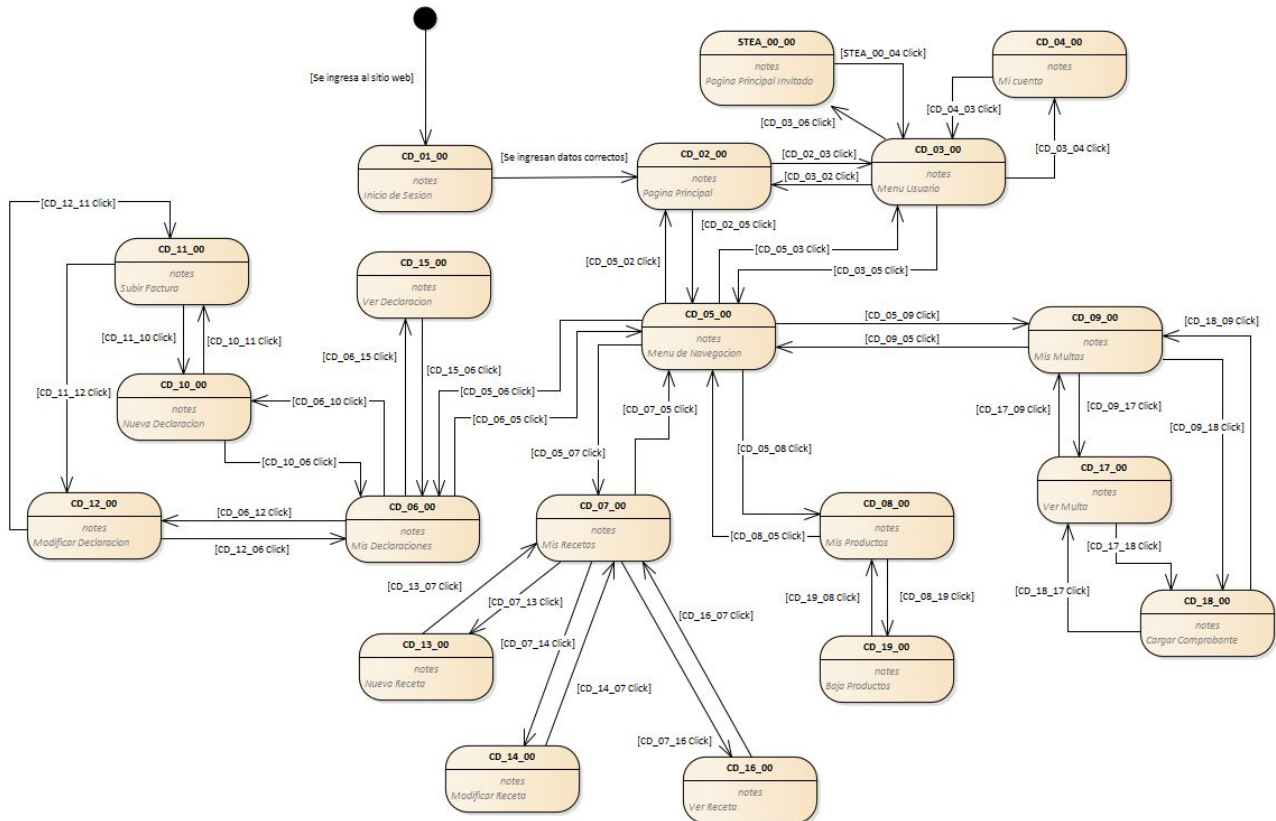 STEA_00_00
notes
Pagina Principal Invitado
[STEA_00_04 Click]
CD_04_00
notes
Mi cuenta
[Se ingresa al sitio web]
[CD_04_03 Click]
[CD_03_06 Click]
[CD_03_04 Click]
CD_01_00
notes
Inicio de Sesion
[Se ingresan datos correctos]
CD_02_00
notes
Pagina Principal
[CD_02_03 Click]
[CD_03_02 Click]
CD_03_00
notes
Menu Usuario
[CD_12_11 Click]
[CD_02_05 Click]
CD_11_00
notes
Subir Factura
CD_15_00
notes
Ver Declaracion
[CD_05_02 Click]
[CD_05_03 Click]
[CD_03_05 Click]
CD_05_00
notes
Menu de Navegacion
[CD_05_09 Click]
[CD_09_05 Click]
CD_09_00
notes
Mis Multas
[CD_18_09 Click]
[CD_11_10 Click]
[CD_10_11 Click]
[CD_06_15 Click]
[CD_15_06 Click]
[CD_11_12 Click]
CD_10_00
notes
Nueva Declaracion
[CD_06_10 Click]
[CD_05_06 Click]
[CD_06_05 Click]
[CD_07_05 Click]
[CD_17_09 Click]
[CD_09_17 Click]
[CD_09_18 Click]
[CD_10_06 Click]
[CD_05_07 Click]
[CD_05_08 Click]
CD_17_00
notes
Ver Multa
CD_12_00
notes
Modificar Declaracion
[CD_06_12 Click]
[CD_12_06 Click]
CD_06_00
notes
Mis Declaraciones
CD_07_00
notes
Mis Recetas
[CD_08_05 Click]
CD_08_00
notes
Mis Productos
[CD_17_18 Click]
[CD_13_07 Click]
[CD_07_13 Click]
[CD_16_07 Click]
[CD_19_08 Click]
[CD_08_19 Click]
[CD_18_17 Click]
CD_18_00
notes
Cargar Comprobante
CD_13_00
notes
Nueva Receta
[CD_07_14 Click]
[CD_14_07 Click]
CD_19_00
notes
Baja Productos
[CD_07_16 Click]
CD_14_00
notes
Modificar Receta
CD_16_00
notes
Ver Receta